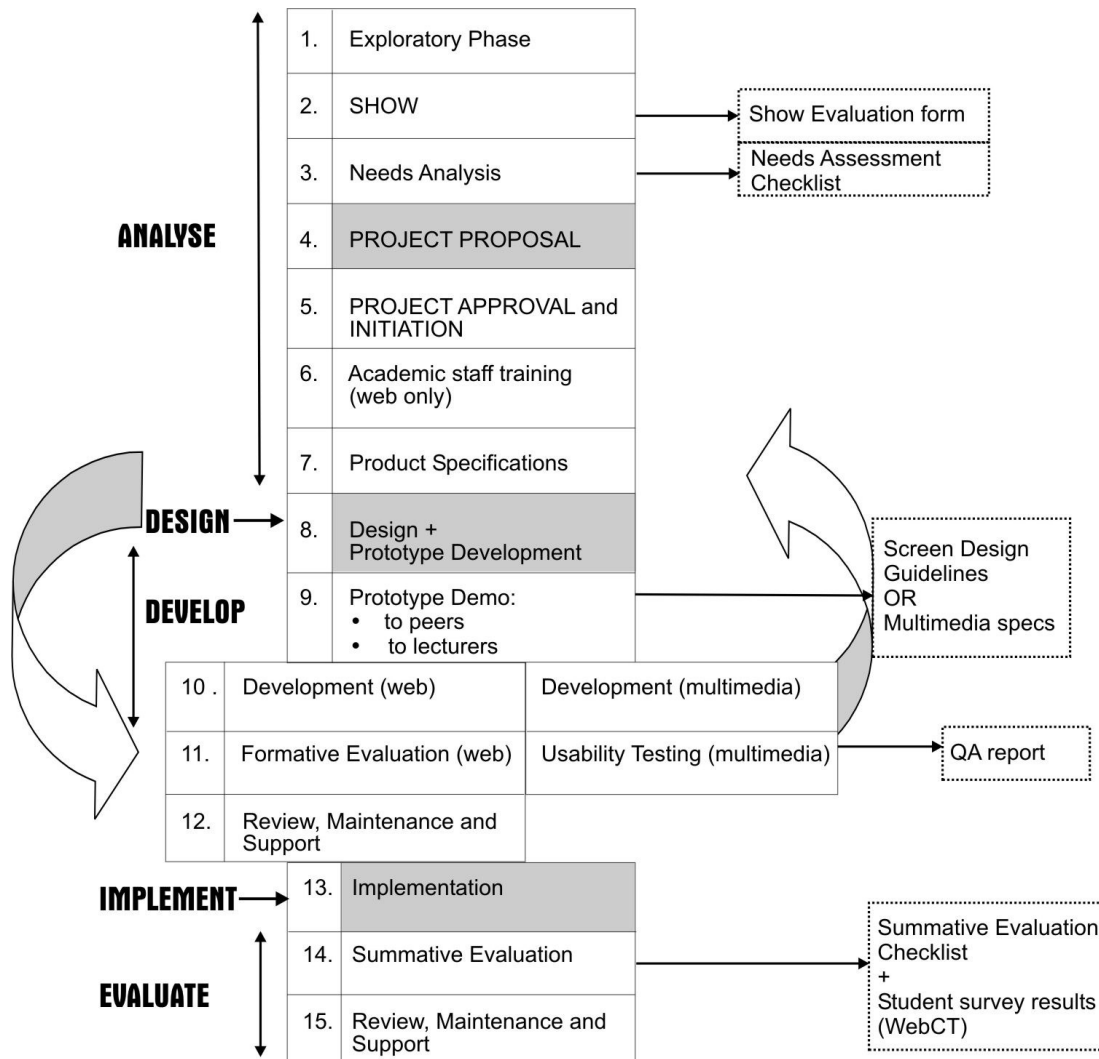 1. Exploratory Phase
2. SHOW
Show Evaluation form
3. Needs Analysis
Needs Assessment
Checklist
ANALYSE
4. PROJECT PROPOSAL
5. PROJECT APPROVAL and
INITIATION
6. Academic staff training
(web only)
7. Product Specifications
DESIGN
8. Design +
Prototype Development
DEVELOP
9. Prototype Demo:
• to peers
• to lecturers
Screen Design
Guidelines
OR
Multimedia specs
10 . Development (web) Development (multimedia)
11. Formative Evaluation (web) Usability Testing (multimedia)
QA report
12. Review, Maintenance and
Support
IMPLEMENT
13. Implementation
14. Summative Evaluation
Summative Evaluation
Checklist
+
Student survey results
(WebCT)
EVALUATE
15. Review, Maintenance and
Support